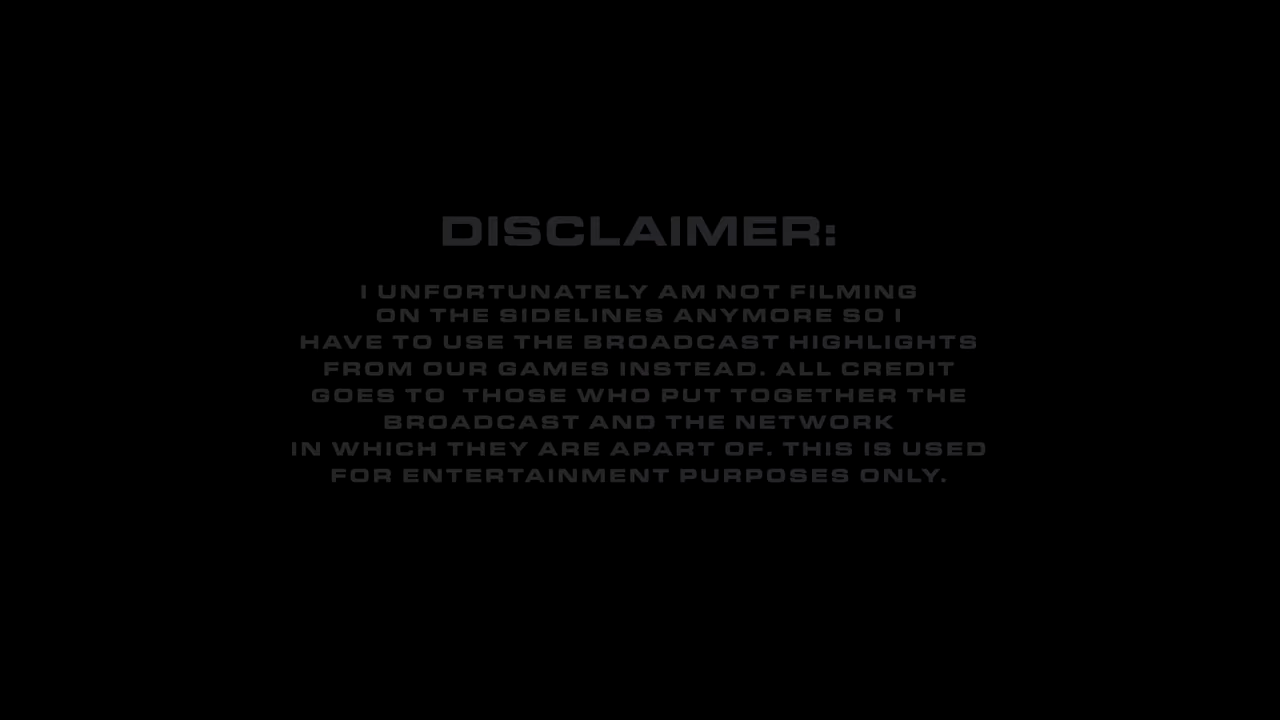 DISCLAIMER:
I UNFORTUNATELY AM NOT FILMING
ON THE SIDELINES ANYMORE SO I
HAVE TO USE THE BROADCAST HIGHLIGHTS
FROM OUR GAMES INSTEAD. ALL CREDIT
GOES TO THOSE WHO PUT TOGETHER THE
BROADCAST AND THE NETWORK
IN WHICH THEY ARE APART OF. THIS IS USED
FOR ENTERTAINMENT PURPOSES ONLY.